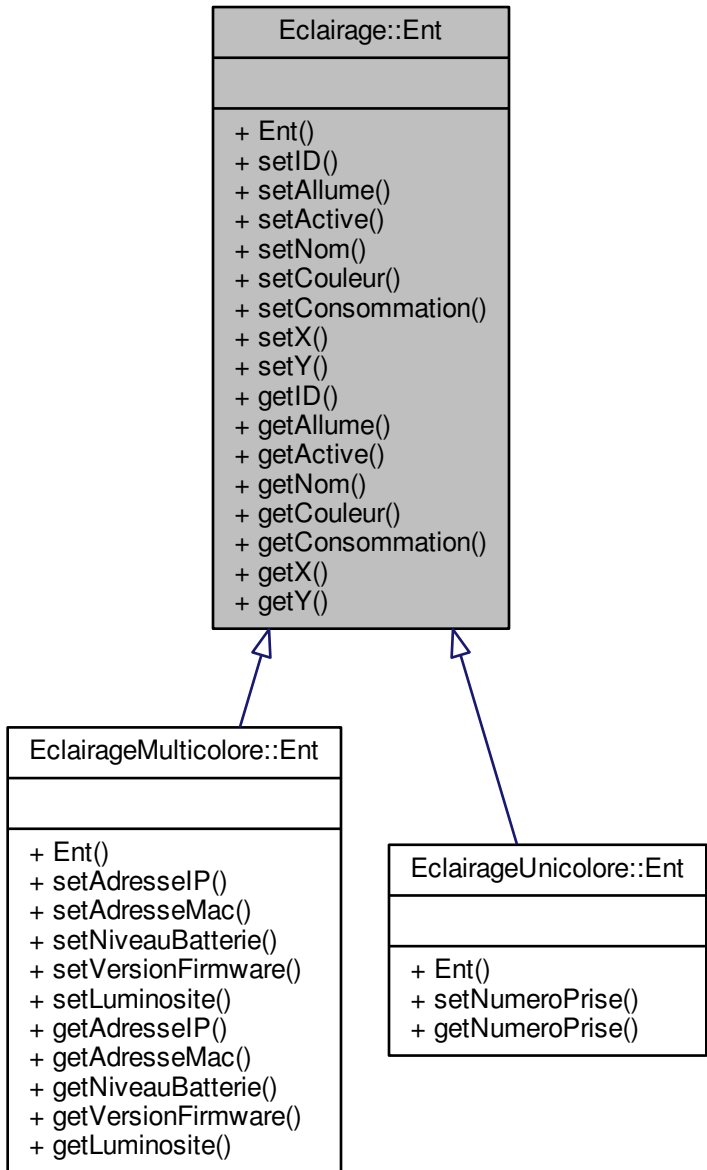 Eclairage::Ent
+ Ent()
+ setID()
+ setAllume()
+ setActive()
+ setNom()
+ setCouleur()
+ setConsommation()
+ setX()
+ setY()
+ getID()
+ getAllume()
+ getActive()
+ getNom()
+ getCouleur()
+ getConsommation()
+ getX()
+ getY()
EclairageMulticolore::Ent
+ Ent()
+ setAdresseIP()
+ setAdresseMac()
+ setNiveauBatterie()
+ setVersionFirmware()
+ setLuminosite()
+ getAdresseIP()
+ getAdresseMac()
+ getNiveauBatterie()
+ getVersionFirmware()
+ getLuminosite()
EclairageUnicolore::Ent
+ Ent()
+ setNumeroPrise()
+ getNumeroPrise()